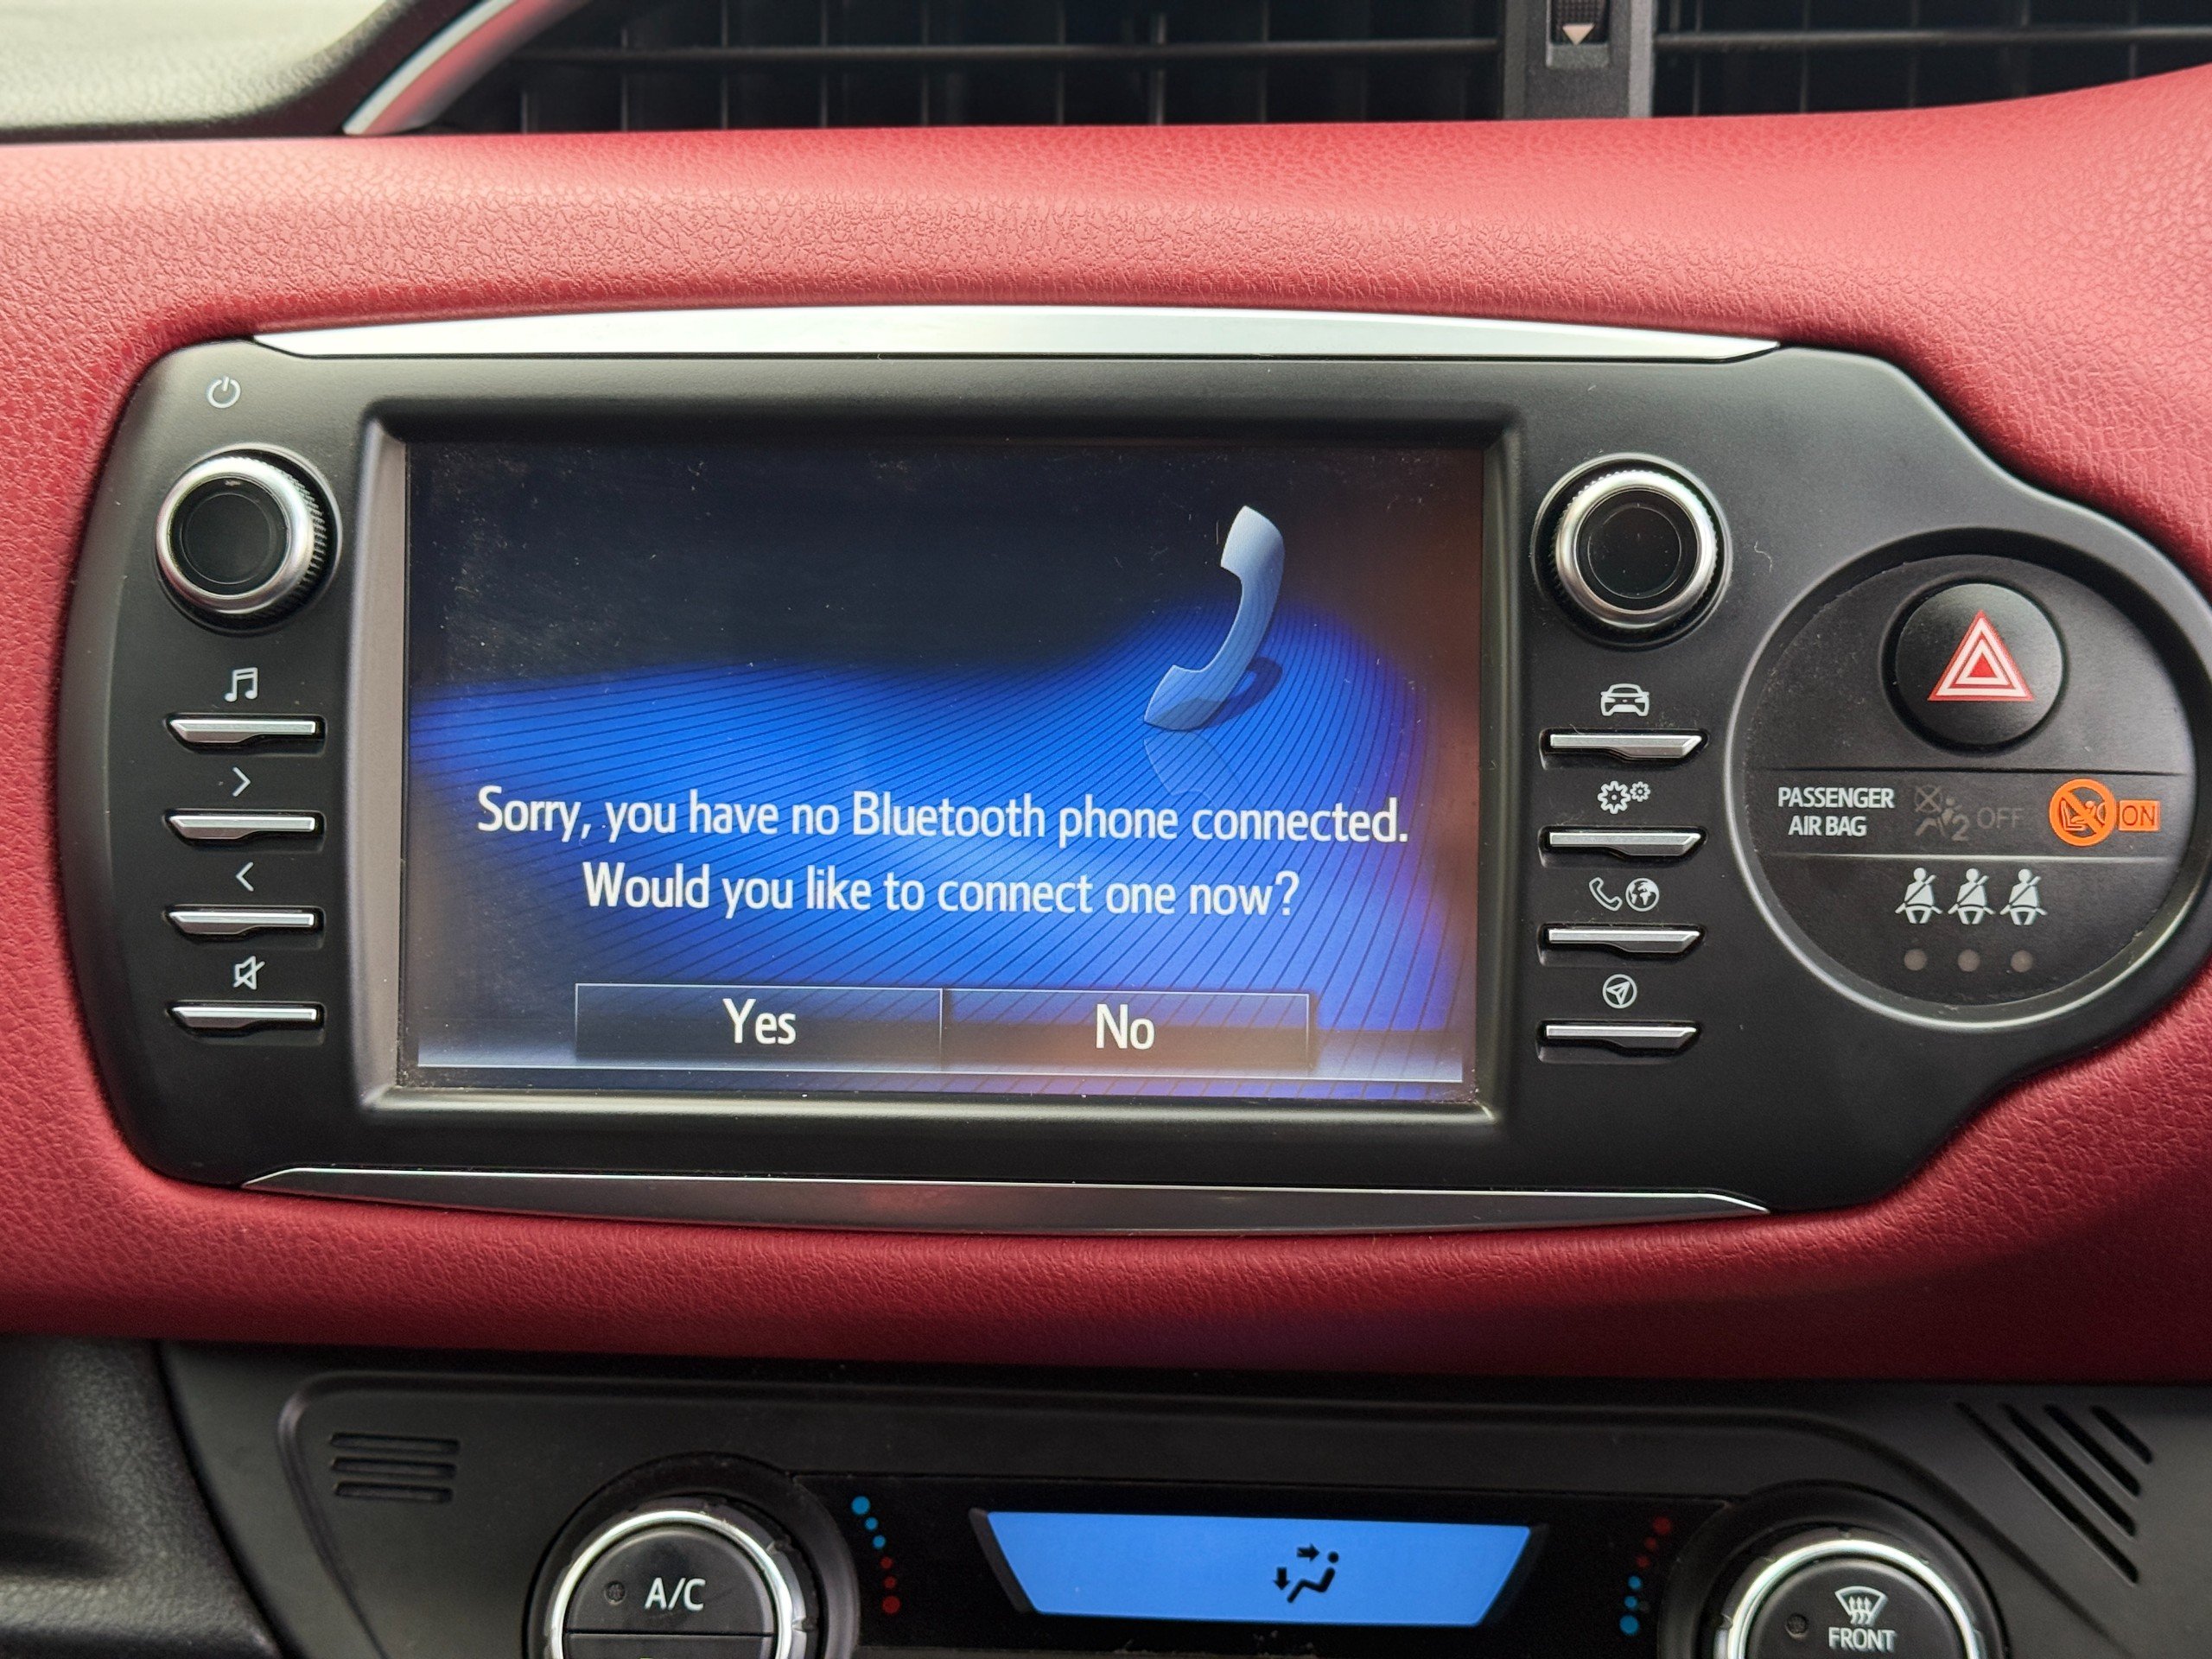 Sorry, you have no Bluetooth phone connected.
Would you like to connect one now?
Yes
No
PASSENGER
AIR BAG
2 OFF
ON
A/C
FRONT